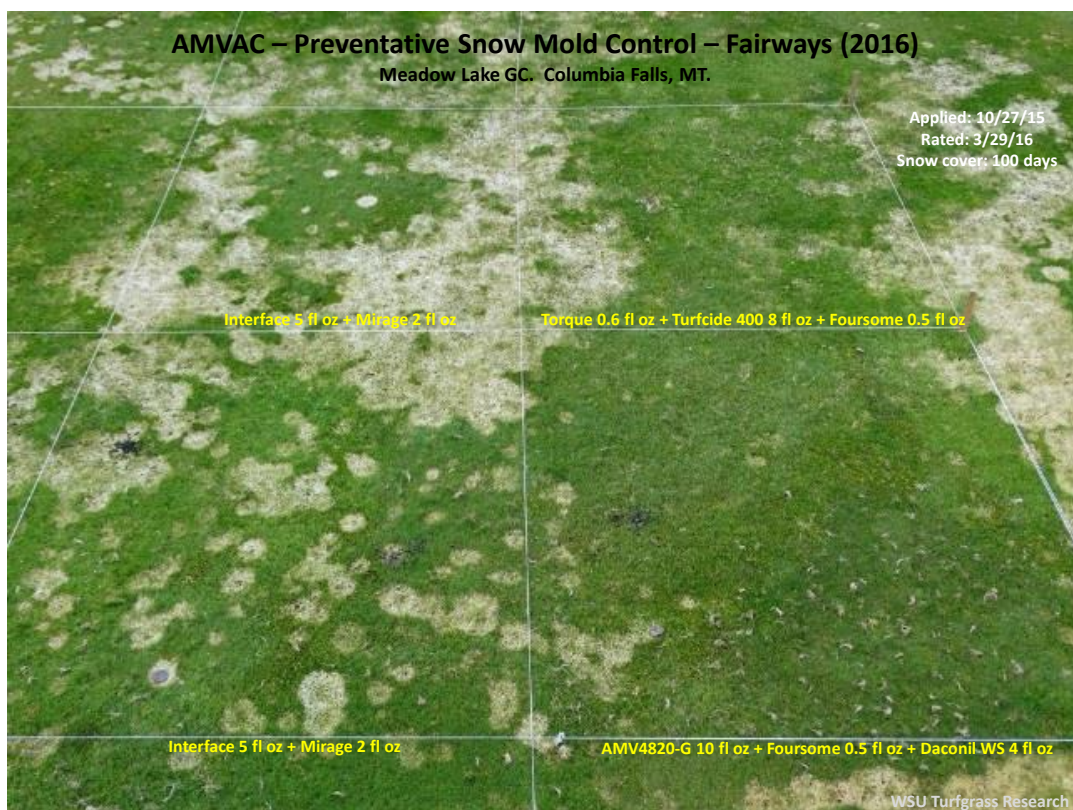 AMVAC – Preventative Snow Mold Control – Fairways (2016)
Meadow Lake GC.  Columbia Falls, MT.
Applied: 10/27/15
Rated: 3/29/16
Snow cover: 100 days
Interface 5 fl oz + Mirage 2 fl oz
Torque 0.6 fl oz + Turfcide 400 8 fl oz + Foursome 0.5 fl oz
Interface 5 fl oz + Mirage 2 fl oz
AMV4820-G 10 fl oz + Foursome 0.5 fl oz + Daconil WS 4 fl oz
WSU Turfgrass Research